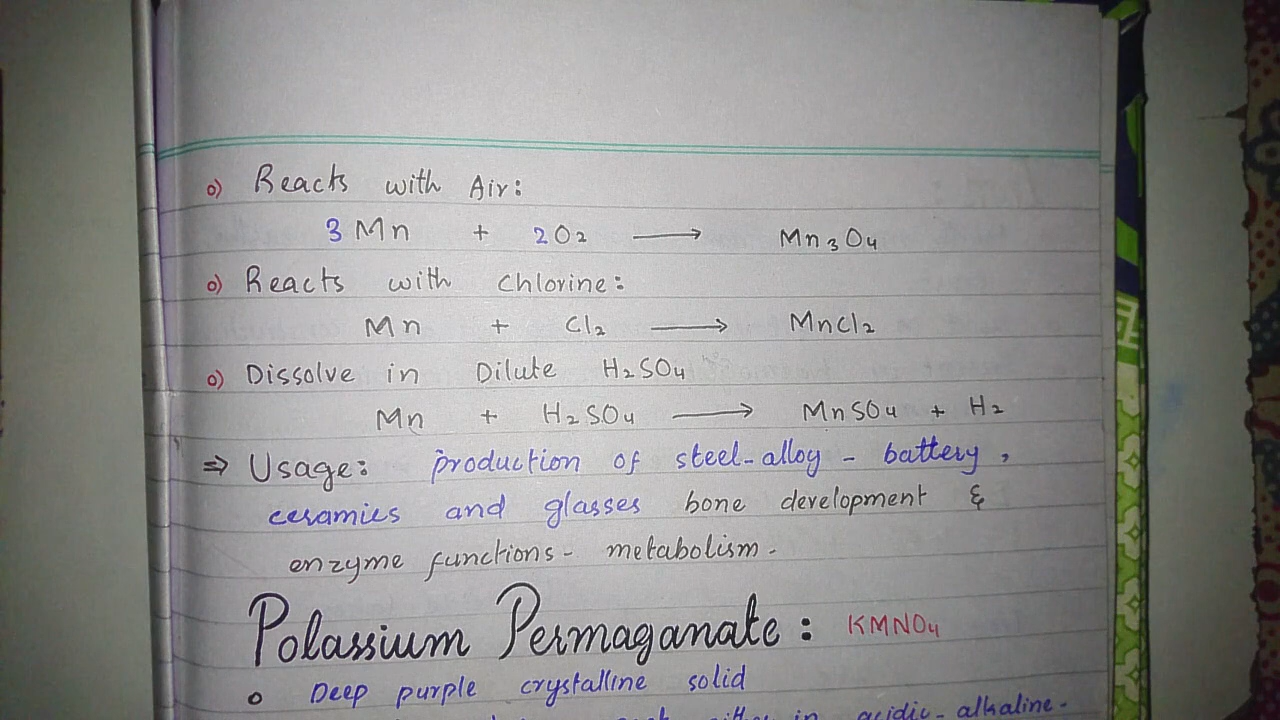 o) Reacts with Air:
3 Mn + 2O2 ⟶ Mn3O4
o) Reacts with Chlorine:
Mn + Cl2 ⟶ MnCl2
o) Dissolve in Dilute H2SO4
Mn + H2SO4 ⟶ MnSO4 + H2
⇒ Usage: production of steel-alloy - battery,
ceramics and glasses bone development &
enzyme functions - metabolism.
Polassium Permaganate: KMNO4
o Deep purple crystalline solid
in acidic - alkaline -